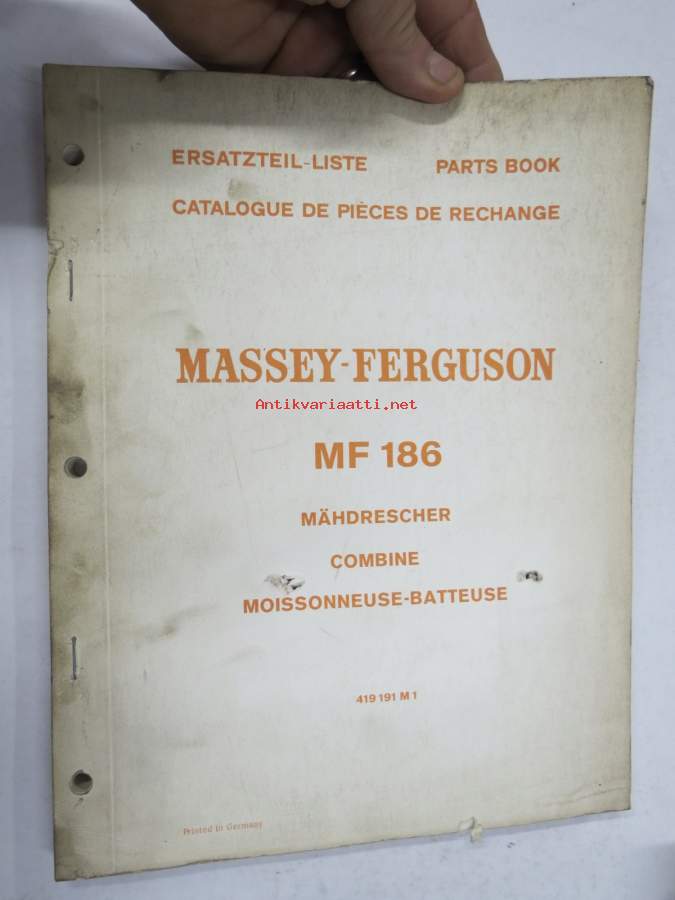 ERSATZTEIL-LISTE PARTS BOOK
CATALOGUE DE PIÈCES DE RECHANGE
MASSEY-FERGUSON
Antikvariaatti.net
MF 186
MÄHDRESCHER
COMBINE
MOISSONNEUSE-BATTEUSE
419 191 M 1
Printed in Germany